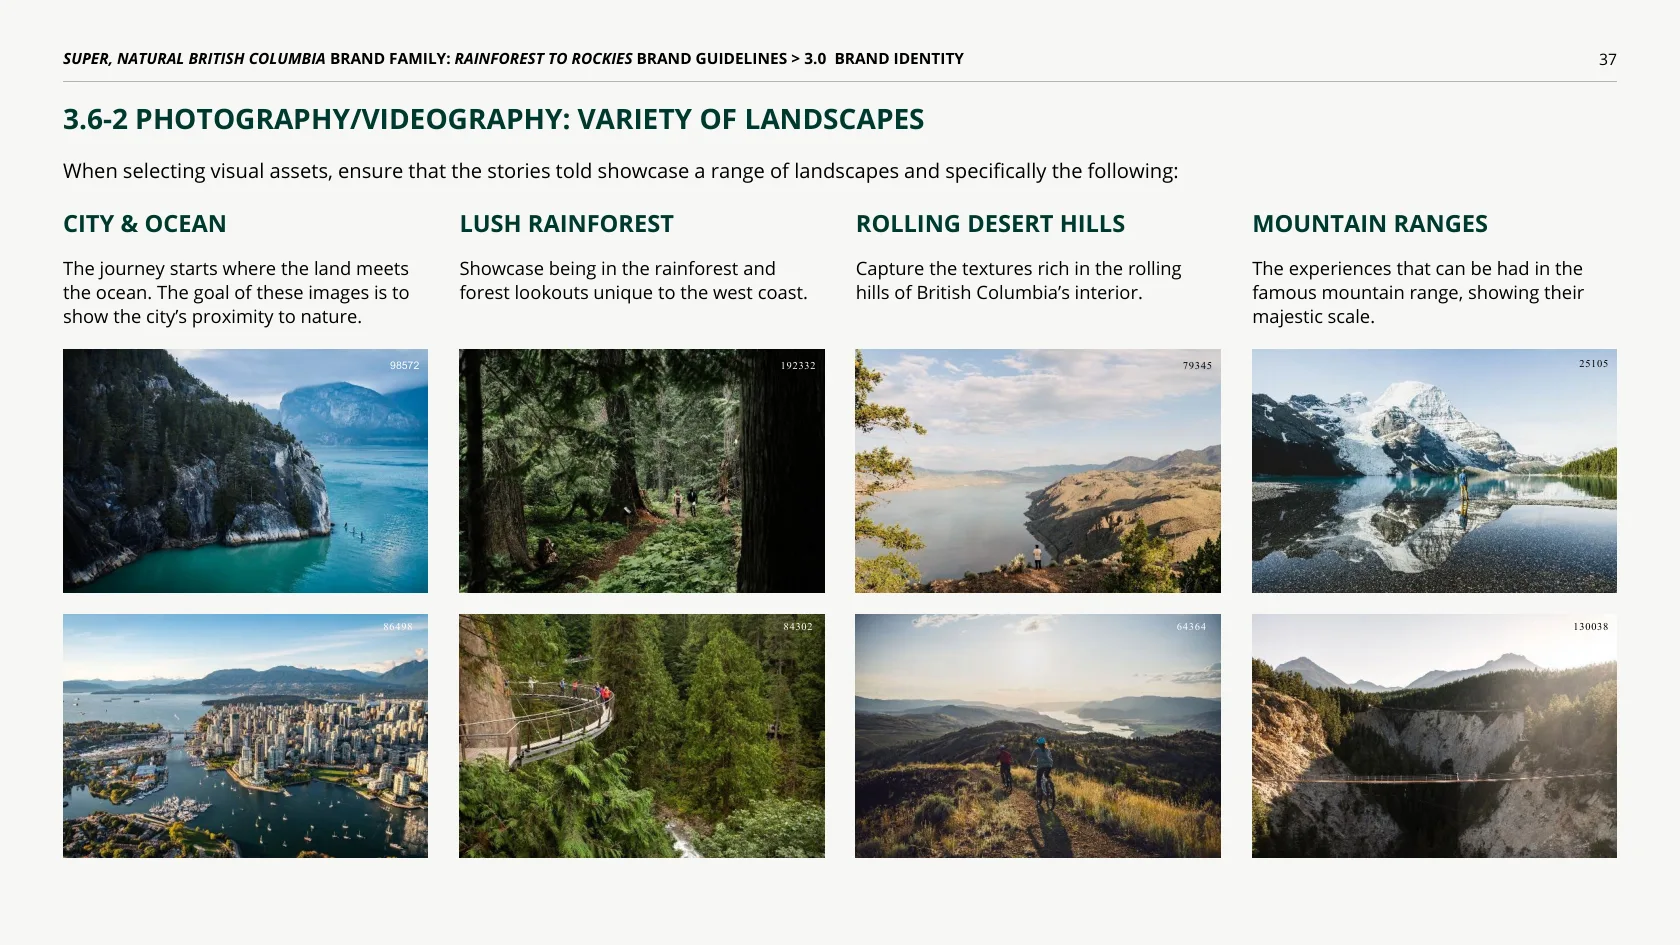 SUPER, NATURAL BRITISH COLUMBIA BRAND FAMILY: RAINFOREST TO ROCKIES BRAND GUIDELINES > 3.0 BRAND IDENTITY
37
3.6-2 PHOTOGRAPHY/VIDEOGRAPHY: VARIETY OF LANDSCAPES
When selecting visual assets, ensure that the stories told showcase a range of landscapes and specifically the following:
CITY & OCEAN
The journey starts where the land meets
the ocean. The goal of these images is to
show the city’s proximity to nature.
98572
86498
LUSH RAINFOREST
Showcase being in the rainforest and
forest lookouts unique to the west coast.
192332
84302
ROLLING DESERT HILLS
Capture the textures rich in the rolling
hills of British Columbia’s interior.
79345
64364
MOUNTAIN RANGES
The experiences that can be had in the
famous mountain range, showing their
majestic scale.
25105
130038